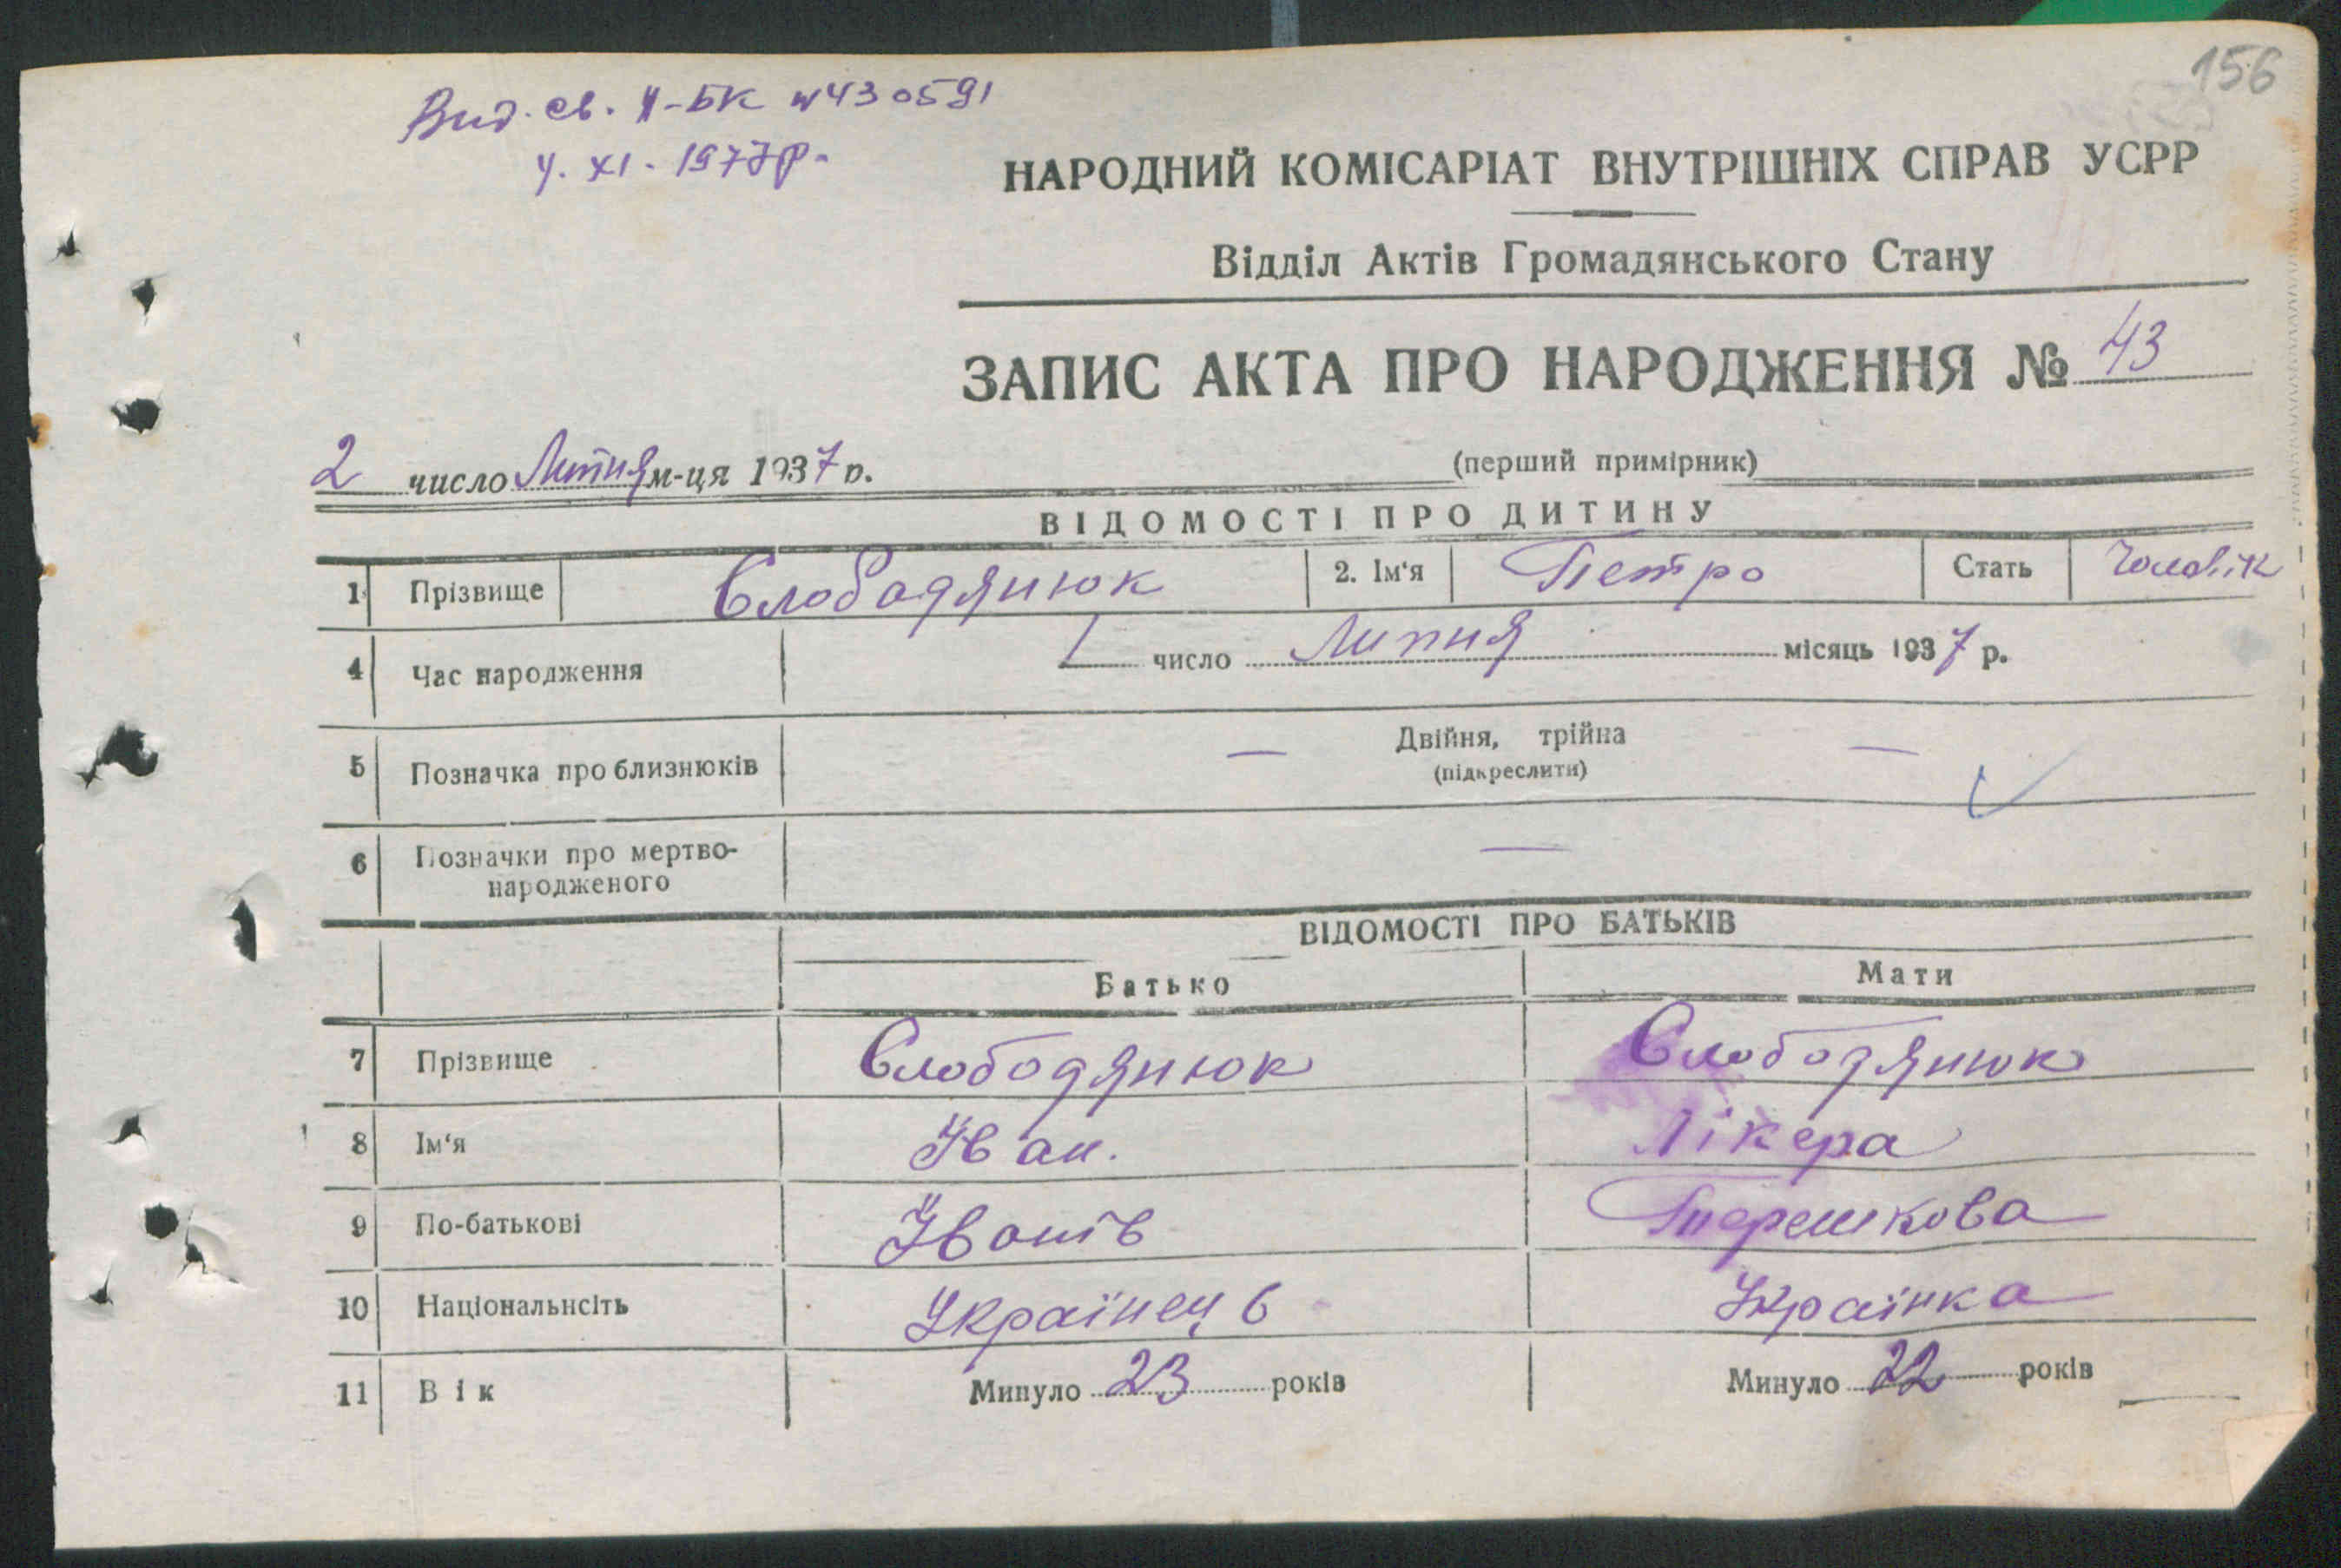 156
Вид. св. II-БК №430591
4. XI. 1977р.
НАРОДНИЙ КОМІСАРІАТ ВНУТРІШНІХ СПРАВ УСРР
Відділ Актів Громадянського Стану
ЗАПИС АКТА ПРО НАРОДЖЕННЯ № 43
2 число Липня м-ця 1937 р.
(перший примірник)
ВІДОМОСТІ ПРО ДИТИНУ
1 Прізвище Слободянюк 2. Ім'я Петро Стать Чоловік
4 Час народження 1 число Липня місяць 1937 р.
5 Позначка про близнюків — Двійня, трійна —
(підкреслити)
6 Позначки про мертво-
народженого —
ВІДОМОСТІ ПРО БАТЬКІВ
Батько Мати
7 Прізвище Слободянюк Слободянюк
8 Ім'я Іван. Лікера
9 По-батькові Іванів Терешкова
10 Національнсіть Українець Українка
11 Вік Минуло 23 років Минуло 22 років